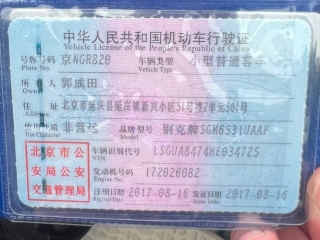 中华人民共和国机动车行驶证
Vehicle License of the People's Republic of China
号牌号码 京NGR820 车辆类型 小型普通客车
Plate No. Vehicle Type
所有人 郭成田
Owner
住址 北京市延庆县延庆镇新兴小区51号楼2单元301号
Address
使用性质 非营运 品牌型号 别克牌SGM6531UAAF
Use Character Model
北京市公 车辆识别代号 LSGUA8474HE034725
VIN
安局公安 发动机号码 172026082
Engine No.
交通管理局 注册日期 2017-08-16 发证日期 2017-08-16
Register Date Issue Date